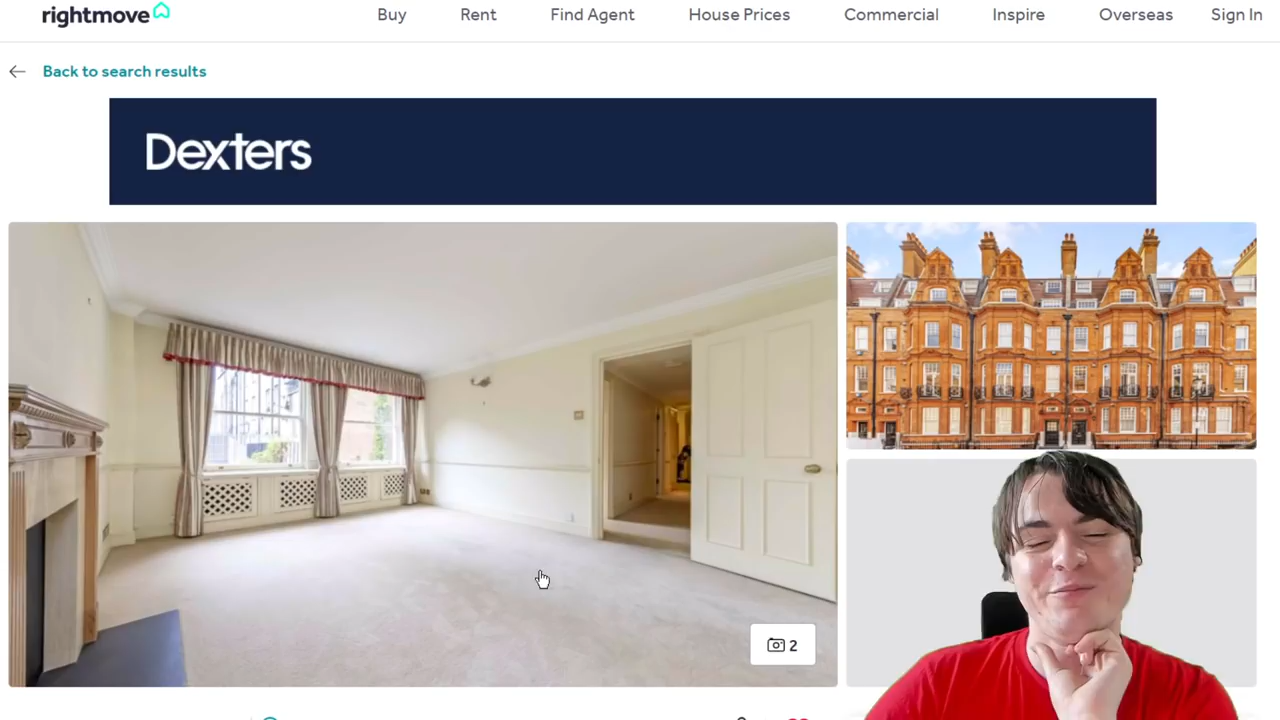 rightmove
Buy Rent Find Agent House Prices Commercial Inspire Overseas Sign In
Back to search results
Dexters
2